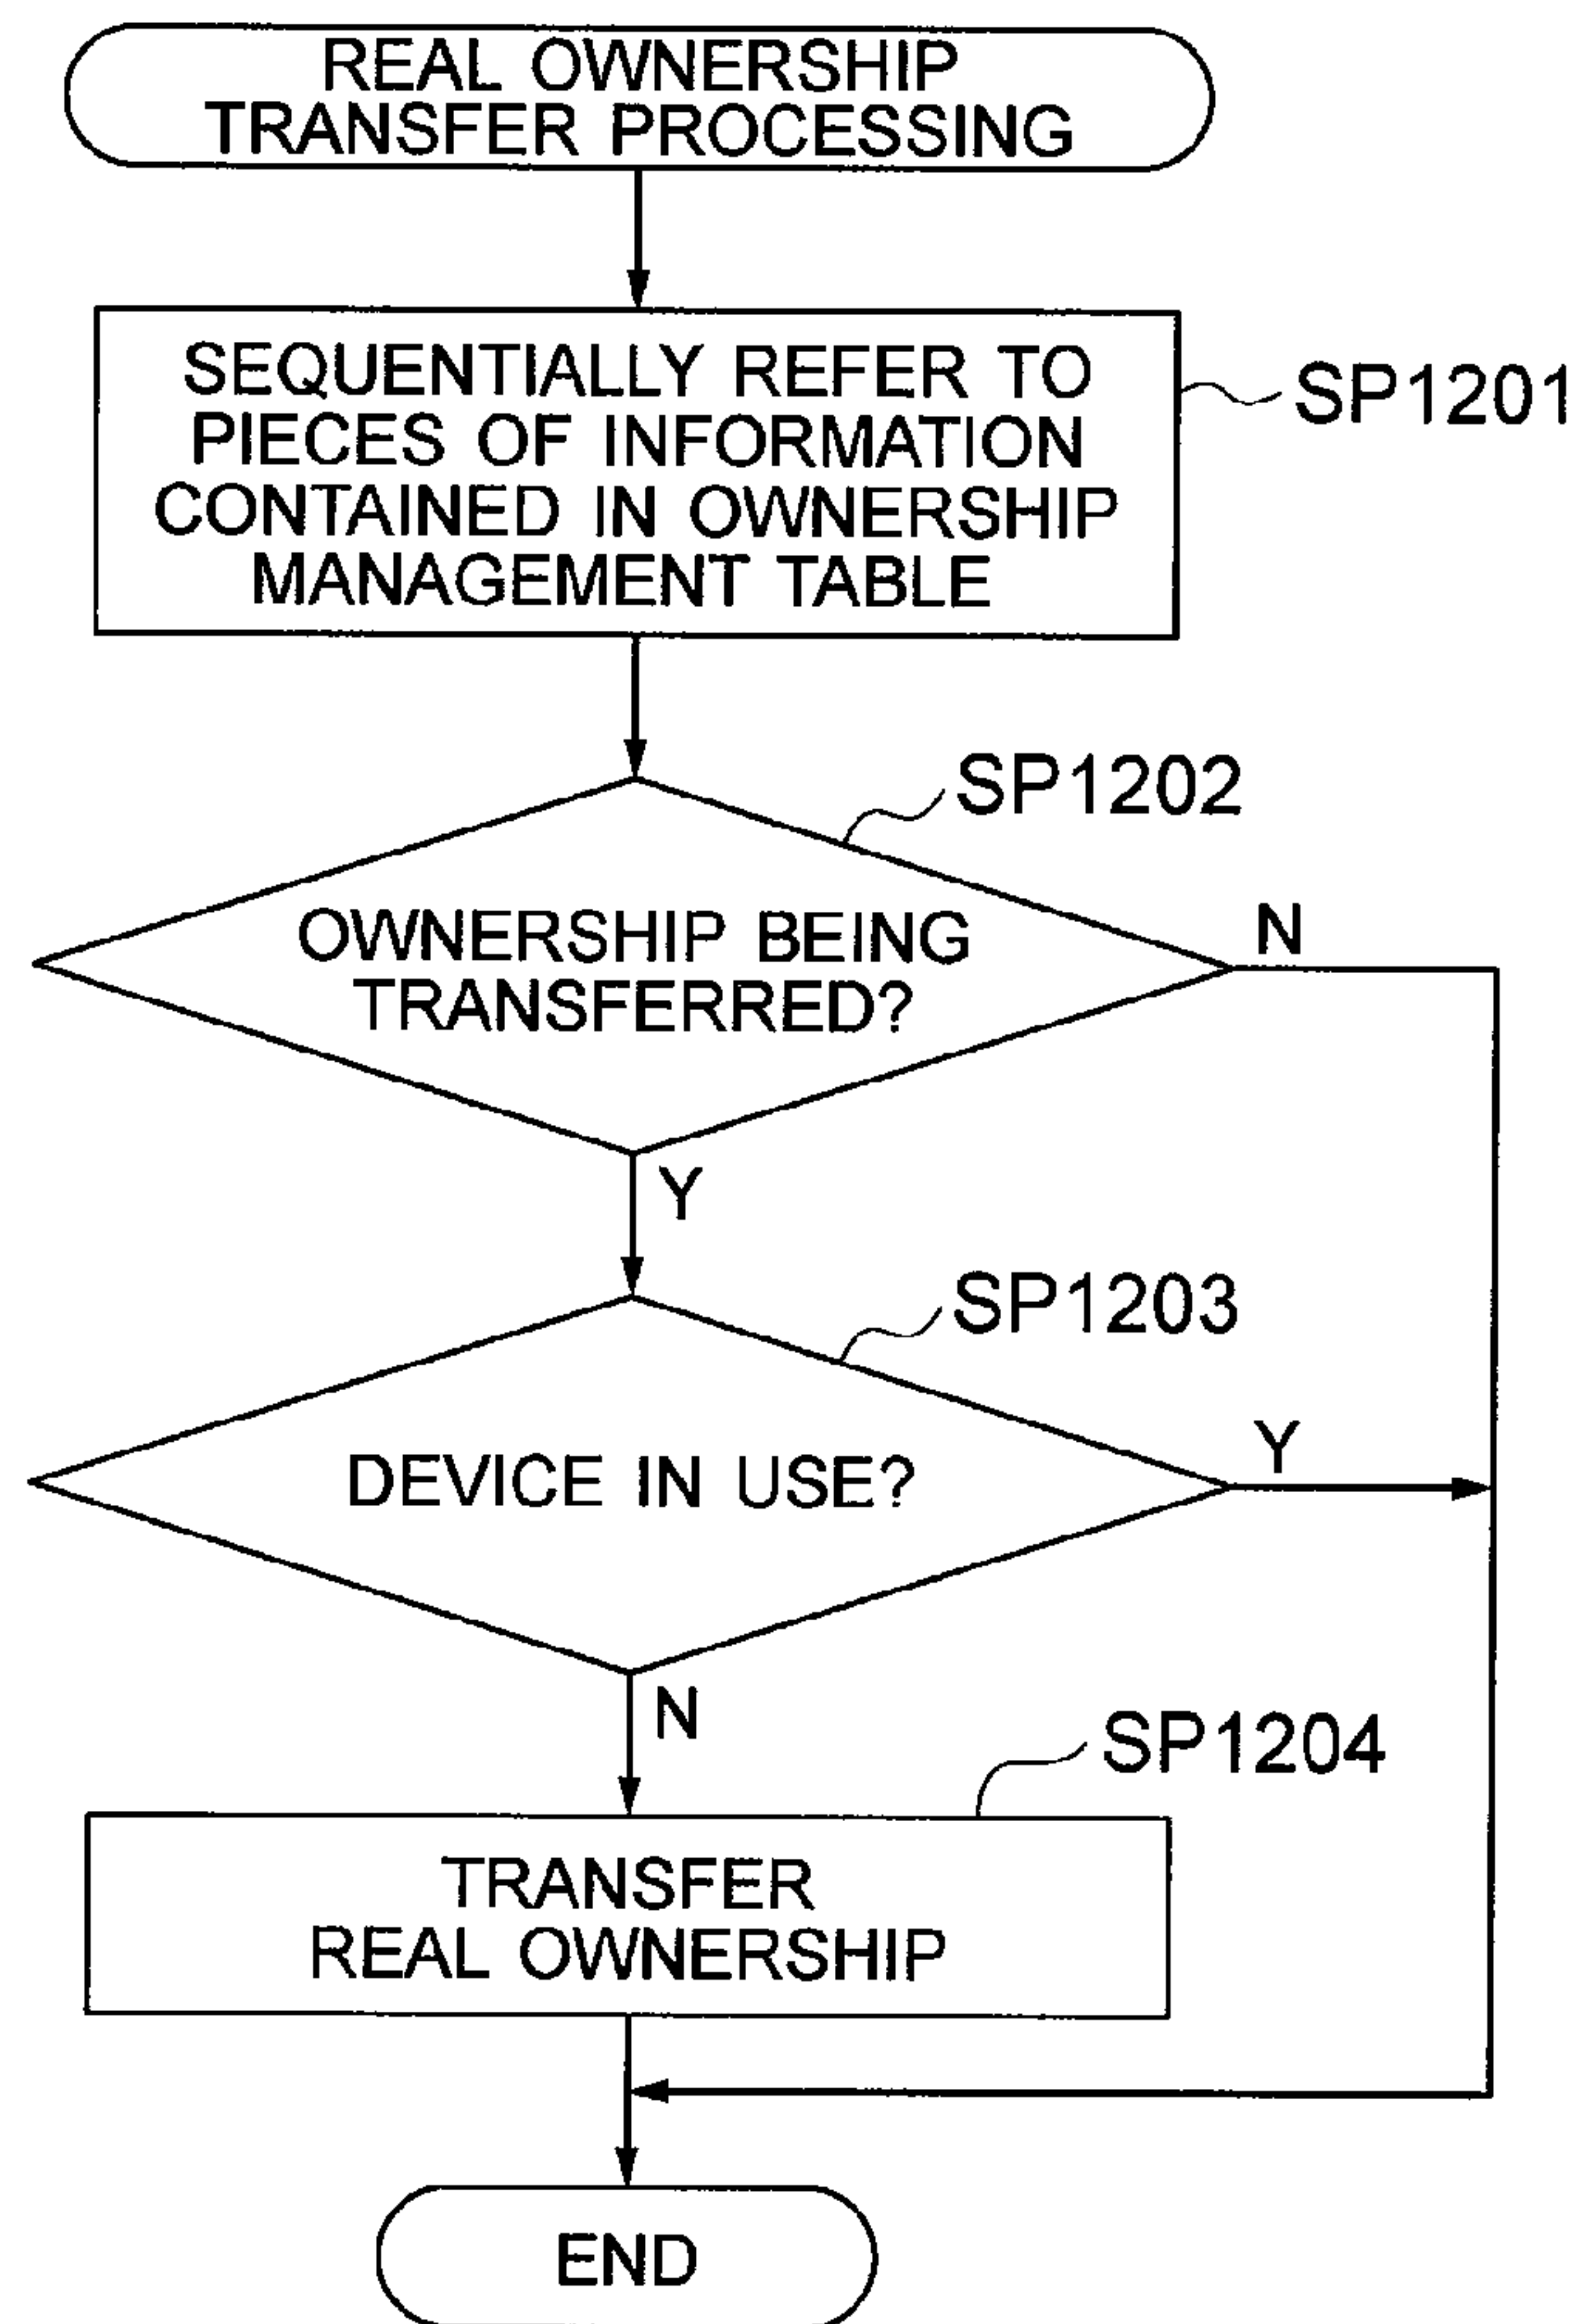 REAL OWNERSHIP
TRANSFER PROCESSING
SEQUENTIALLY REFER TO
PIECES OF INFORMATION
CONTAINED IN OWNERSHIP
MANAGEMENT TABLE
SP1201
SP1202
OWNERSHIP BEING
TRANSFERRED?
N
Y
SP1203
DEVICE IN USE?
Y
N
SP1204
TRANSFER
REAL OWNERSHIP
END